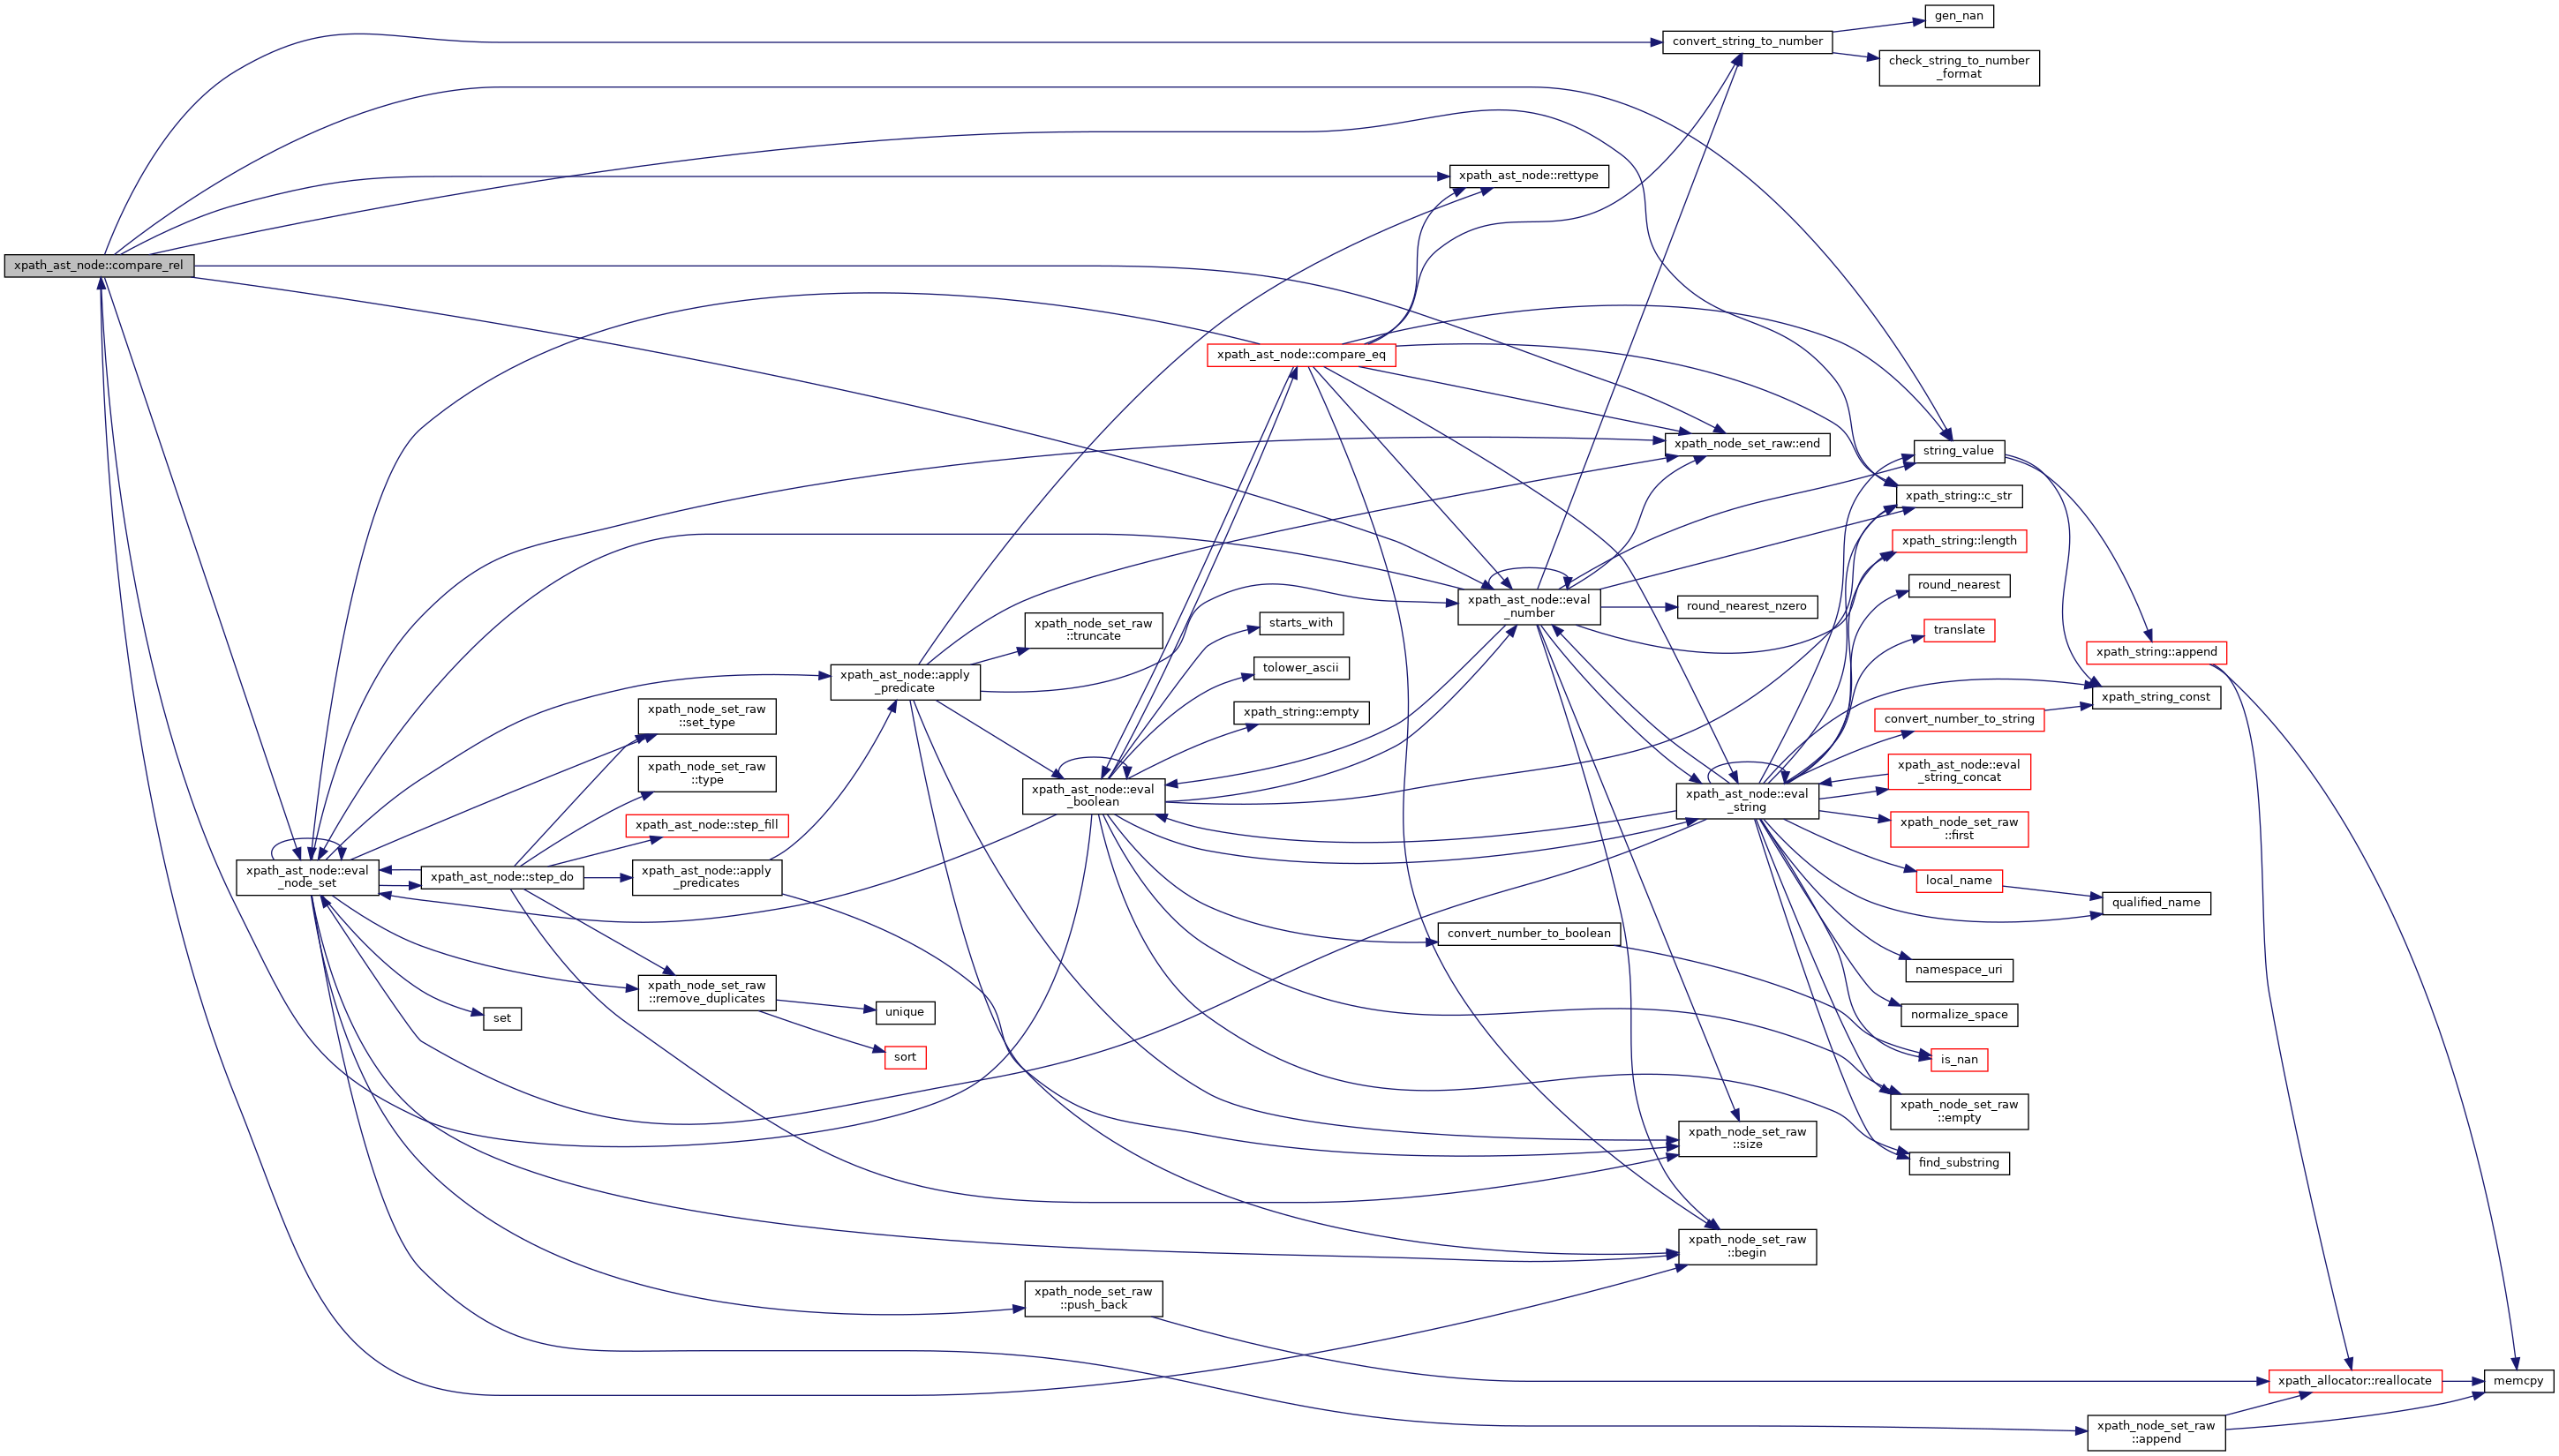 gen_nan
convert_string_to_number
check_string_to_number
_format
xpath_ast_node::rettype
xpath_ast_node::compare_rel
xpath_ast_node::compare_eq
xpath_node_set_raw::end
string_value
xpath_string::c_str
xpath_string::length
round_nearest
xpath_ast_node::eval
_number
round_nearest_nzero
xpath_node_set_raw
::truncate
starts_with
translate
xpath_string::append
tolower_ascii
xpath_ast_node::apply
_predicate
xpath_string_const
xpath_node_set_raw
::set_type
xpath_string::empty
convert_number_to_string
xpath_node_set_raw
::type
xpath_ast_node::eval
_string_concat
xpath_ast_node::eval
_boolean
xpath_ast_node::eval
_string
xpath_ast_node::step_fill
xpath_node_set_raw
::first
xpath_ast_node::eval
_node_set
xpath_ast_node::step_do
xpath_ast_node::apply
_predicates
local_name
qualified_name
convert_number_to_boolean
namespace_uri
xpath_node_set_raw
::remove_duplicates
unique
set
normalize_space
sort
is_nan
xpath_node_set_raw
::empty
xpath_node_set_raw
::size
find_substring
xpath_node_set_raw
::begin
xpath_node_set_raw
::push_back
xpath_allocator::reallocate
memcpy
xpath_node_set_raw
::append